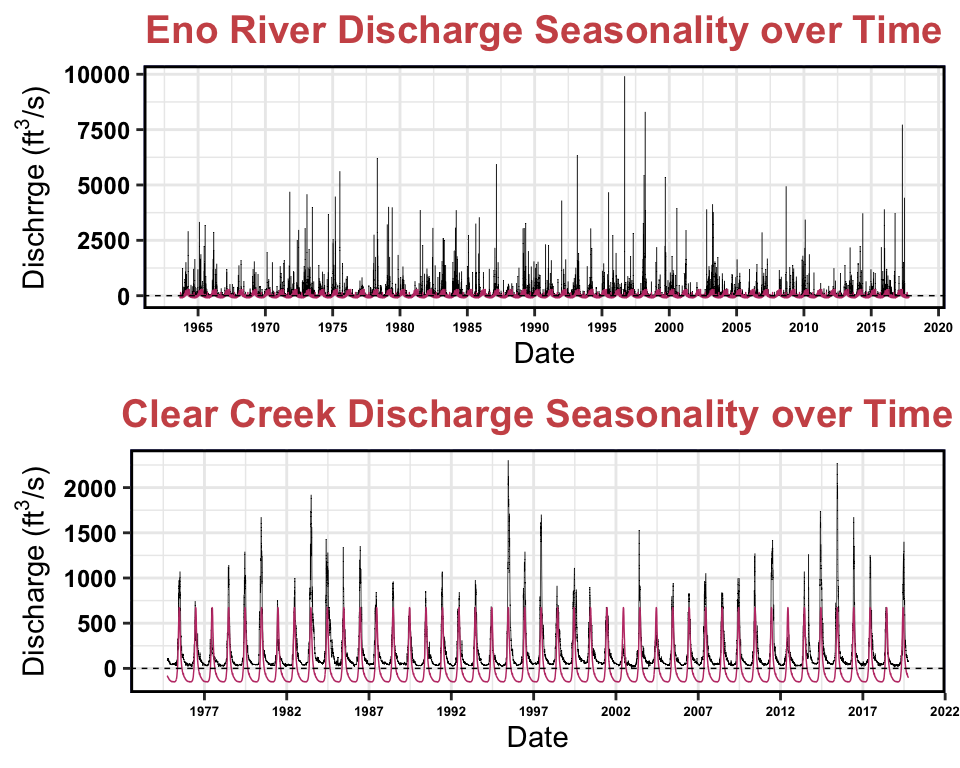 Eno River Discharge Seasonality over Time
Dischrrge (ft³/s)
10000
7500
5000
2500
0
1965 1970 1975 1980 1985 1990 1995 2000 2005 2010 2015 2020
Date
Clear Creek Discharge Seasonality over Time
Discharge (ft³/s)
2000
1500
1000
500
0
1977 1982 1987 1992 1997 2002 2007 2012 2017 2022
Date